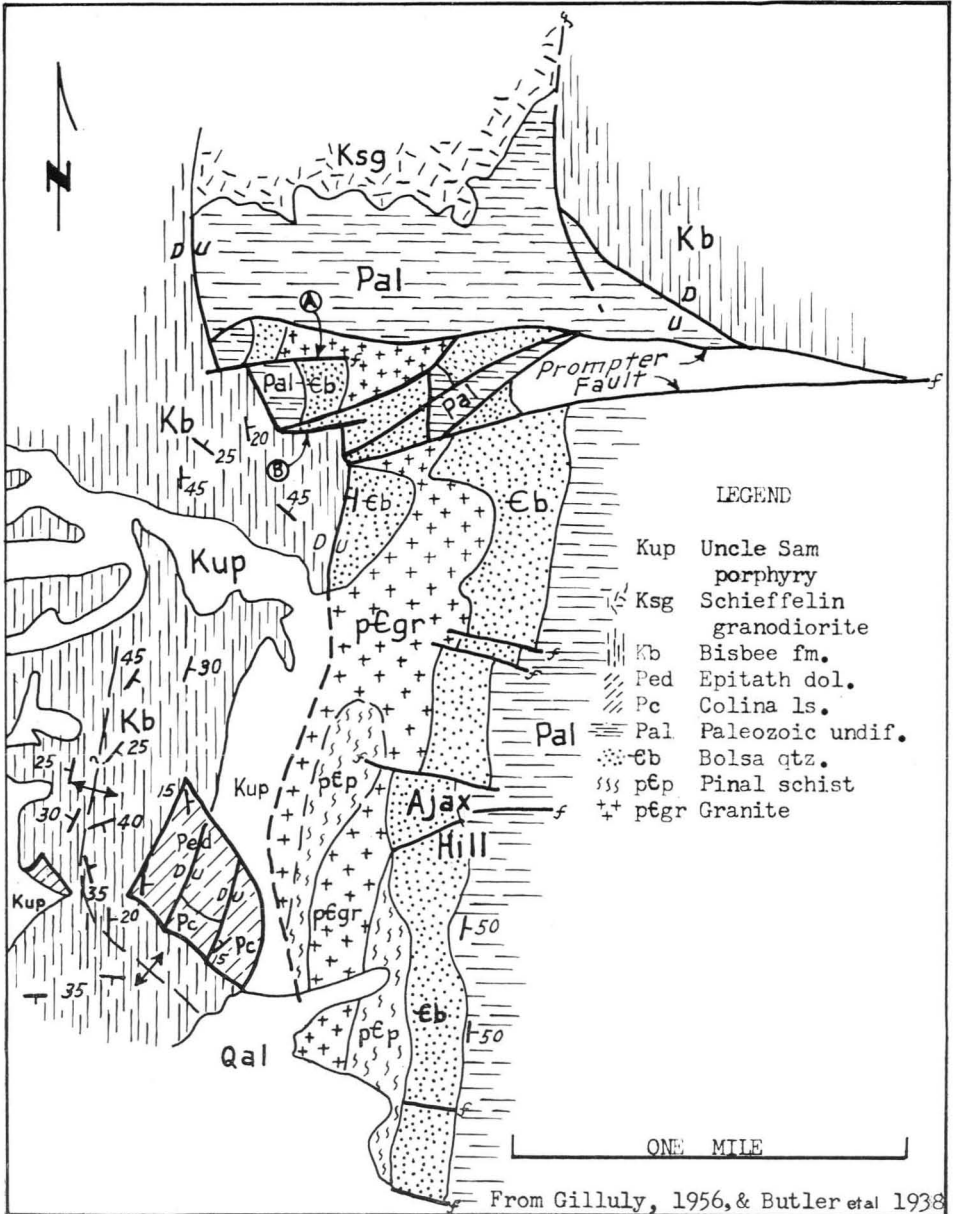 N
Ksg
Kb
D U
Pal
D
U
A
f
Prompter
Fault
f
Pal-Єb
Pal
Kb
20
25
B
45
45
Єb
Єb
H
D U
Kup
pЄgr
f
f
45
30
Kb
25
25
30
40
35
20
35
Kup
15
Ped
D U
D U
Pc
Pc
15
Kup
pЄp
f
Ajax
Hill
f
Pal
pЄgr
50
Єb
50
pЄp
Qal
f
f
LEGEND
Kup Uncle Sam
porphyry
Ksg Schieffelin
granodiorite
Kb Bisbee fm.
Ped Epitath dol.
Pc Colina ls.
Pal Paleozoic undif.
Єb Bolsa qtz.
pЄp Pinal schist
pЄgr Granite
ONE MILE
From Gilluly, 1956, & Butler et al 1938